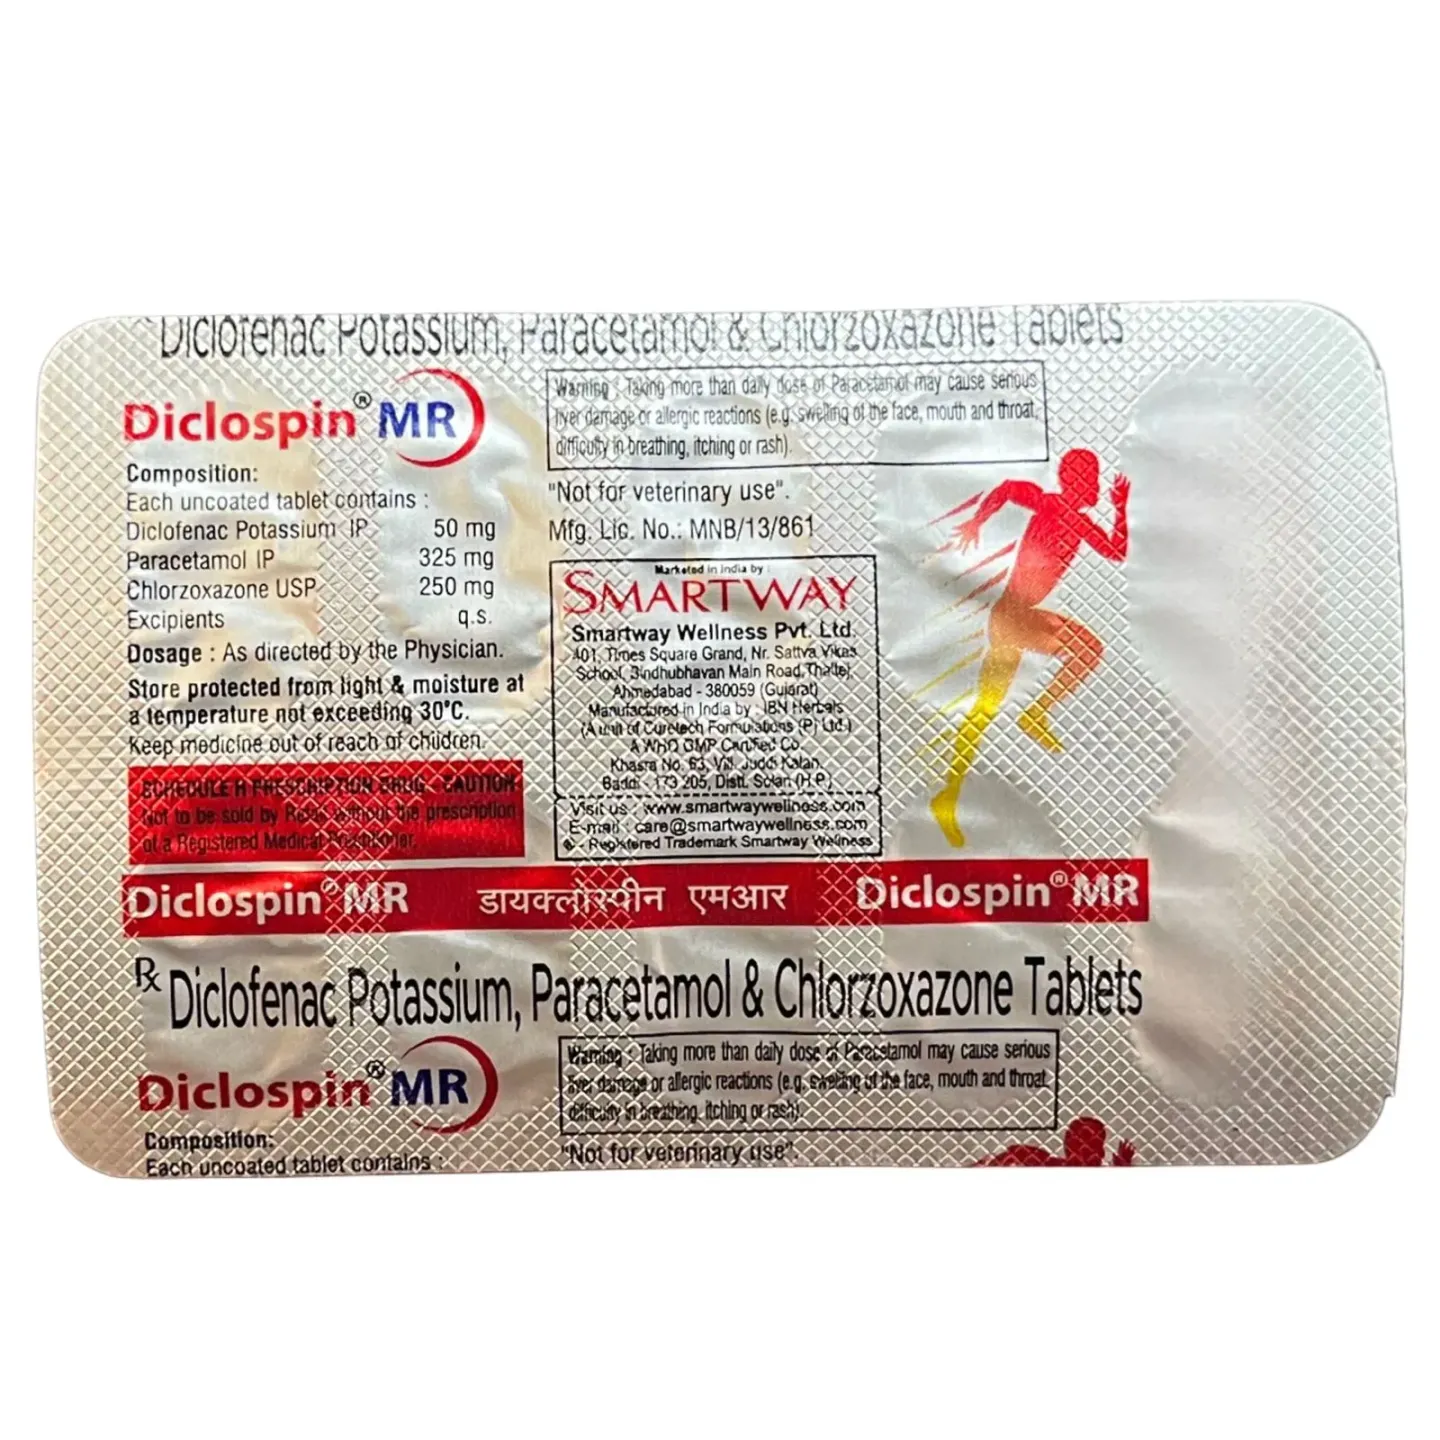 Diclofenac Potassium, Paracetamol & Chlorzoxazone Tablets
Diclospin® MR
Composition:
Each uncoated tablet contains :
Diclofenac Potassium IP 50 mg
Paracetamol IP 325 mg
Chlorzoxazone USP 250 mg
Excipients q.s.
Dosage : As directed by the Physician.
Store protected from light & moisture at
a temperature not exceeding 30°C.
Keep medicine out of reach of children.
SCHEDULE H PRESCRIPTION DRUG - CAUTION
Not to be sold by Retail without the prescription
of a Registered Medical Practitioner.
Warning : Taking more than daily dose of Paracetamol may cause serious
liver damage or allergic reactions (e.g. swelling of the face, mouth and throat,
difficulty in breathing, itching or rash).
"Not for veterinary use".
Mfg. Lic. No.: MNB/13/861
Marketed in India by :
SMARTWAY
Smartway Wellness Pvt. Ltd.
401, Times Square Grand, Nr. Sattva Vikas
School, Sindhubhavan Main Road, Thaltej,
Ahmedabad - 380059 (Gujarat)
Manufactured in India by : IBN Herbals
(A unit of Curetech Formulations (P) Ltd.)
A WHO GMP Certified Co.
Khasra No. 63, Vill. Juddi Kalan,
Baddi - 173 205, Distt. Solan (H.P.)
Visit us : www.smartwaywellness.com
E-mail : care@smartwaywellness.com
® - Registered Trademark Smartway Wellness
Diclospin® MR डायक्लोस्पीन एमआर Diclospin® MR
Rx Diclofenac Potassium, Paracetamol & Chlorzoxazone Tablets
Diclospin® MR
Composition:
Each uncoated tablet contains :
Warning : Taking more than daily dose of Paracetamol may cause serious
liver damage or allergic reactions (e.g. swelling of the face, mouth and throat,
difficulty in breathing, itching or rash).
"Not for veterinary use".